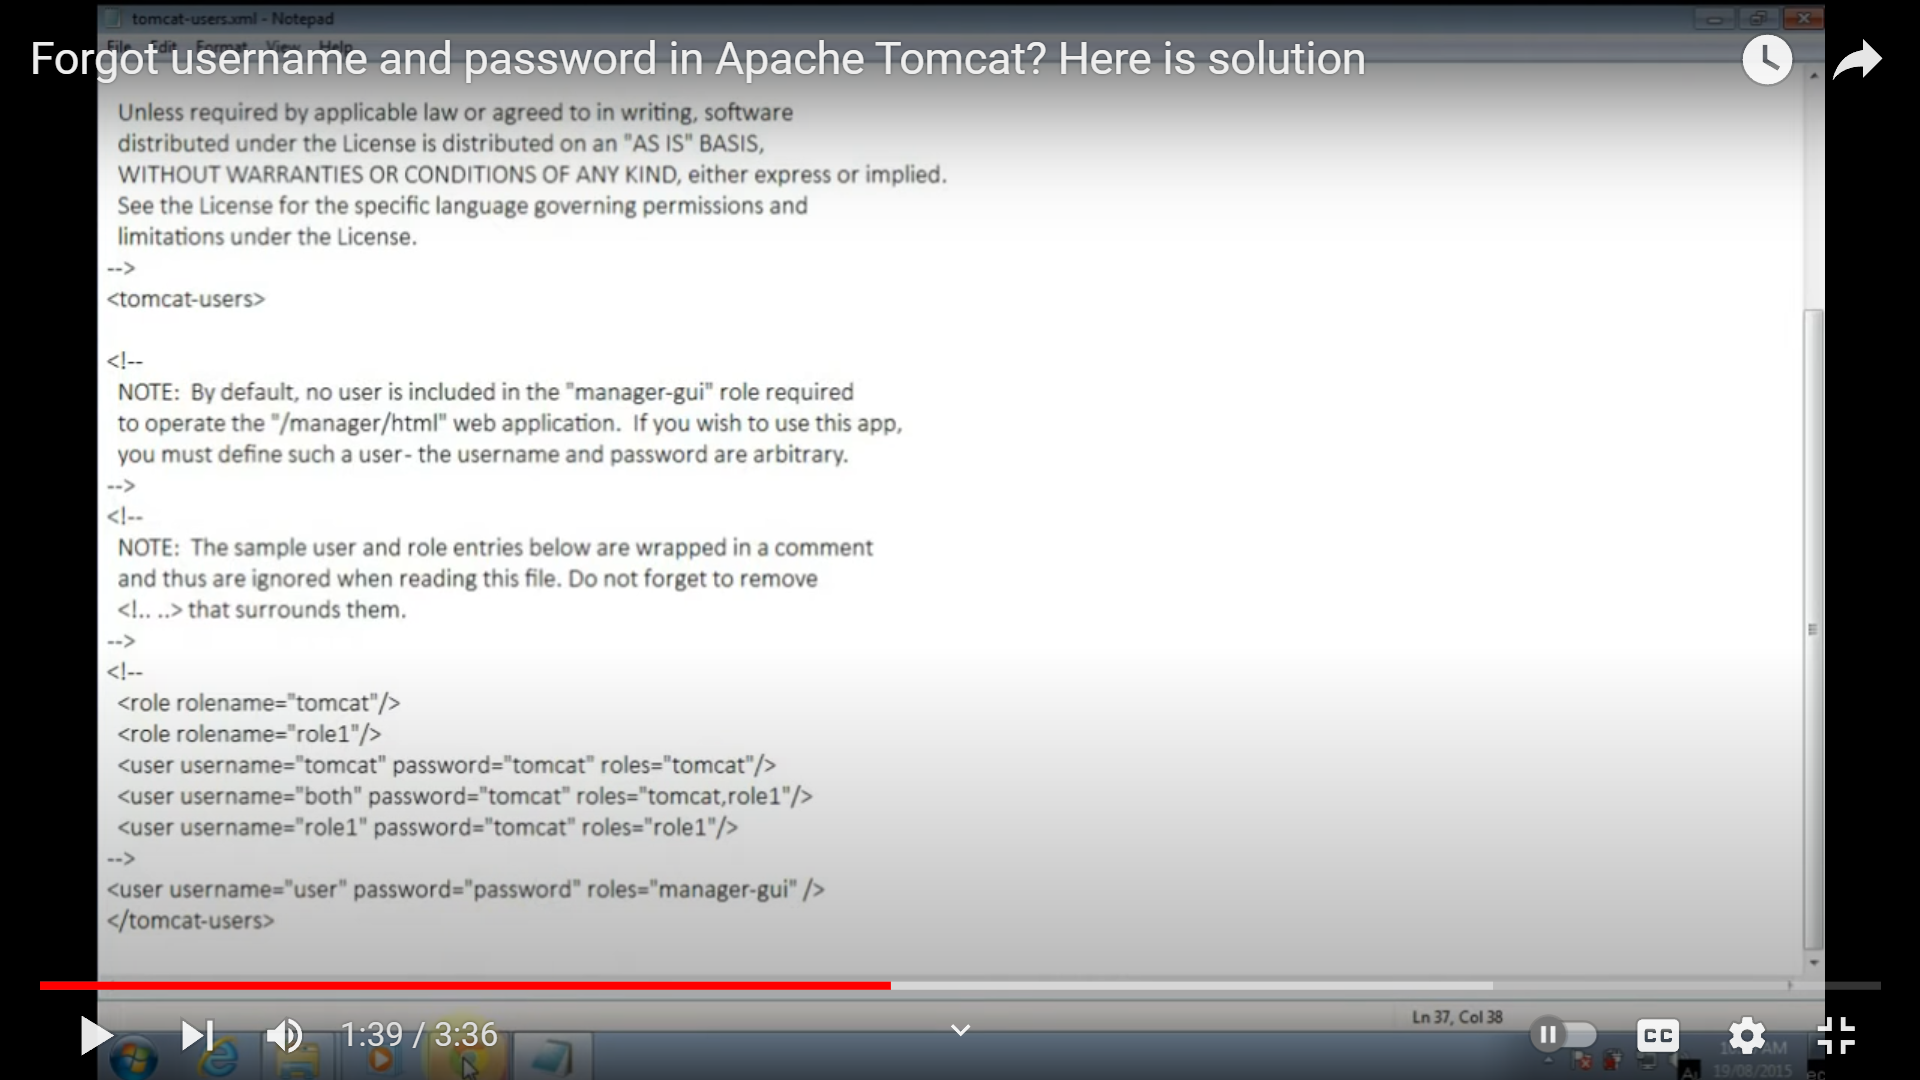 tomcat-users.xml - Notepad
File Edit Format View Help
Forgot username and password in Apache Tomcat? Here is solution
Unless required by applicable law or agreed to in writing, software
distributed under the License is distributed on an "AS IS" BASIS,
WITHOUT WARRANTIES OR CONDITIONS OF ANY KIND, either express or implied.
See the License for the specific language governing permissions and
limitations under the License.
-->
<tomcat-users>
<!--
NOTE:  By default, no user is included in the "manager-gui" role required
to operate the "/manager/html" web application.  If you wish to use this app,
you must define such a user - the username and password are arbitrary.
-->
<!--
NOTE:  The sample user and role entries below are wrapped in a comment
and thus are ignored when reading this file. Do not forget to remove
<!.. ..> that surrounds them.
-->
<!--
<role rolename="tomcat"/>
<role rolename="role1"/>
<user username="tomcat" password="tomcat" roles="tomcat"/>
<user username="both" password="tomcat" roles="tomcat,role1"/>
<user username="role1" password="tomcat" roles="role1"/>
-->
<user username="user" password="password" roles="manager-gui" />
</tomcat-users>
Ln 37, Col 38
1:39 / 3:36
CC
AM
19/08/2015